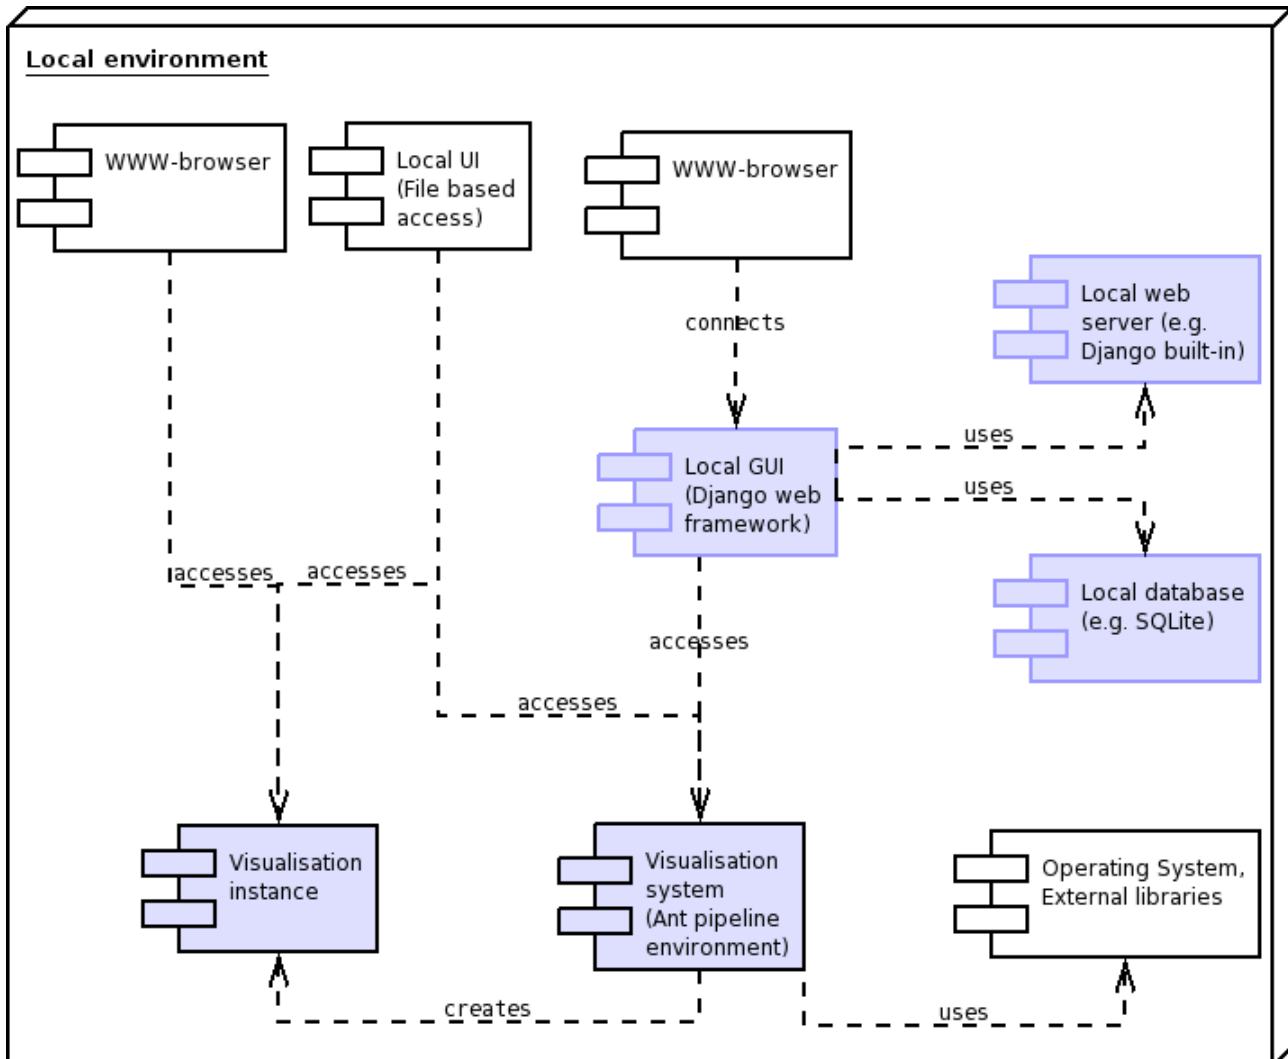 Local environment
WWW-browser
Local UI
(File based
access)
WWW-browser
connects
Local web
server (e.g.
Django built-in)
uses
Local GUI
(Django web
framework)
uses
accesses
accesses
Local database
(e.g. SQLite)
accesses
accesses
Visualisation
instance
Visualisation
system
(Ant pipeline
environment)
Operating System,
External libraries
creates
uses